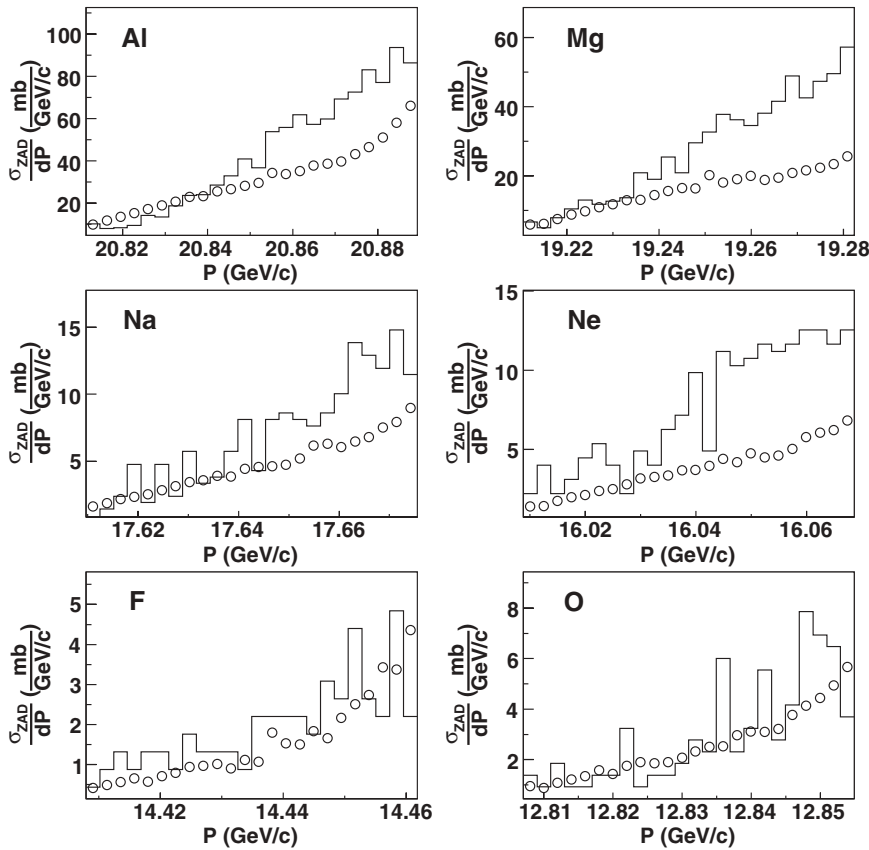 Al
100
80
60
40
20
σZAD
dP
(mb
GeV/c)
20.82 20.84 20.86 20.88
P (GeV/c)
Mg
60
40
20
σZAD
dP
(mb
GeV/c)
19.22 19.24 19.26 19.28
P (GeV/c)
Na
15
10
5
σZAD
dP
(mb
GeV/c)
17.62 17.64 17.66
P (GeV/c)
Ne
15
10
5
σZAD
dP
(mb
GeV/c)
16.02 16.04 16.06
P (GeV/c)
F
5
4
3
2
1
σZAD
dP
(mb
GeV/c)
14.42 14.44 14.46
P (GeV/c)
O
8
6
4
2
σZAD
dP
(mb
GeV/c)
12.81 12.82 12.83 12.84 12.85
P (GeV/c)